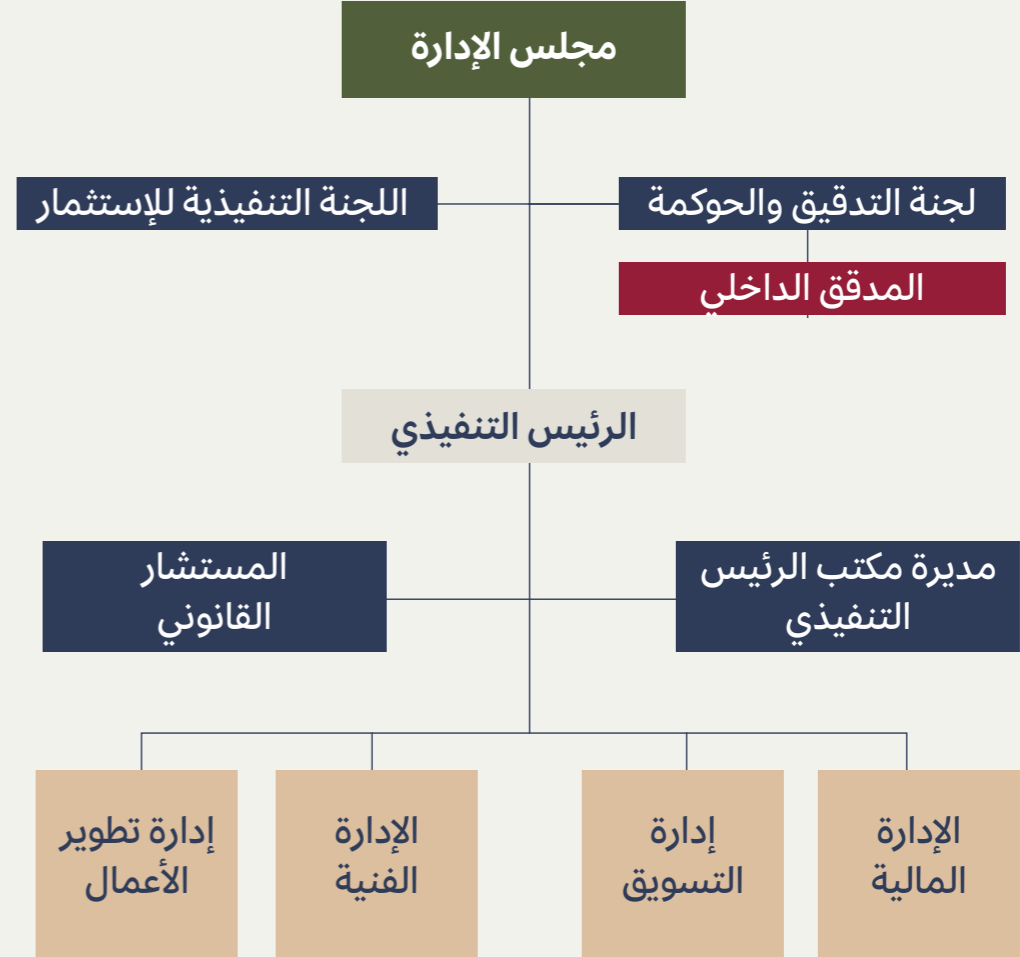 مجلس الإدارة
لجنة التدقيق والحوكمة
اللجنة التنفيذية للإستثمار
المدقق الداخلي
الرئيس التنفيذي
مديرة مكتب الرئيس
التنفيذي
المستشار
القانوني
الإدارة
المالية
إدارة
التسويق
الإدارة
الفنية
إدارة تطوير
الأعمال